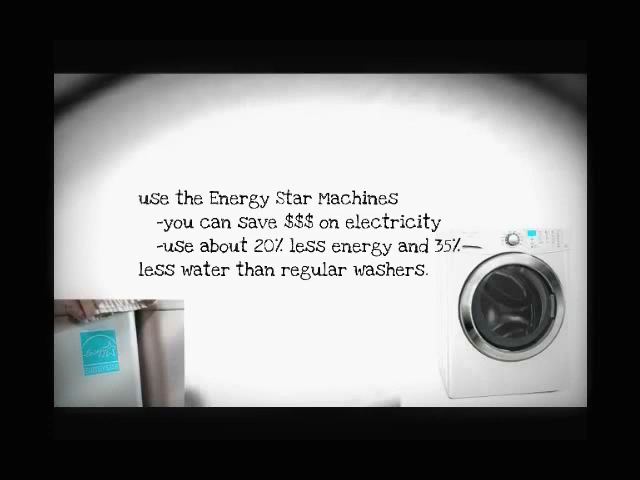 use the Energy Star Machines
-you can save $$$ on electricity
-use about 20% less energy and 35%
less water than regular washers.